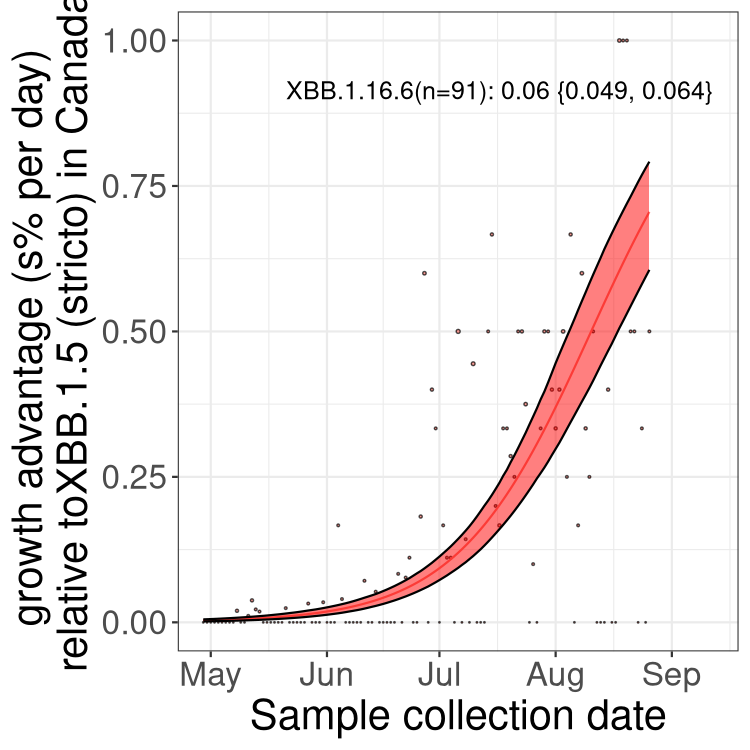 growth advantage (s% per day)
relative toXBB.1.5 (stricto) in Canada
1.00
0.75
0.50
0.25
0.00
XBB.1.16.6(n=91): 0.06 {0.049, 0.064}
May Jun Jul Aug Sep
Sample collection date